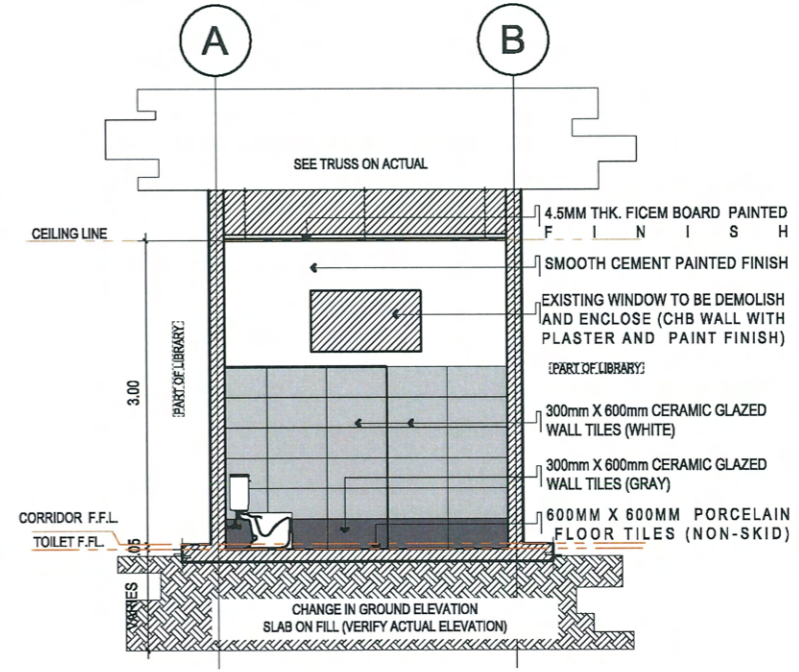 A
B
SEE TRUSS ON ACTUAL
4.5MM THK. FICEM BOARD PAINTED
F I N I S H
CEILING LINE
SMOOTH CEMENT PAINTED FINISH
EXISTING WINDOW TO BE DEMOLISH
AND ENCLOSE (CHB WALL WITH
PLASTER AND PAINT FINISH)
PART OF LIBRARY
PART OF LIBRARY
3.00
300mm X 600mm CERAMIC GLAZED
WALL TILES (WHITE)
300mm X 600mm CERAMIC GLAZED
WALL TILES (GRAY)
CORRIDOR F.F.L.
600MM X 600MM PORCELAIN
FLOOR TILES (NON-SKID)
TOILET F.FL.
.05
VARIES
CHANGE IN GROUND ELEVATION
SLAB ON FILL (VERIFY ACTUAL ELEVATION)